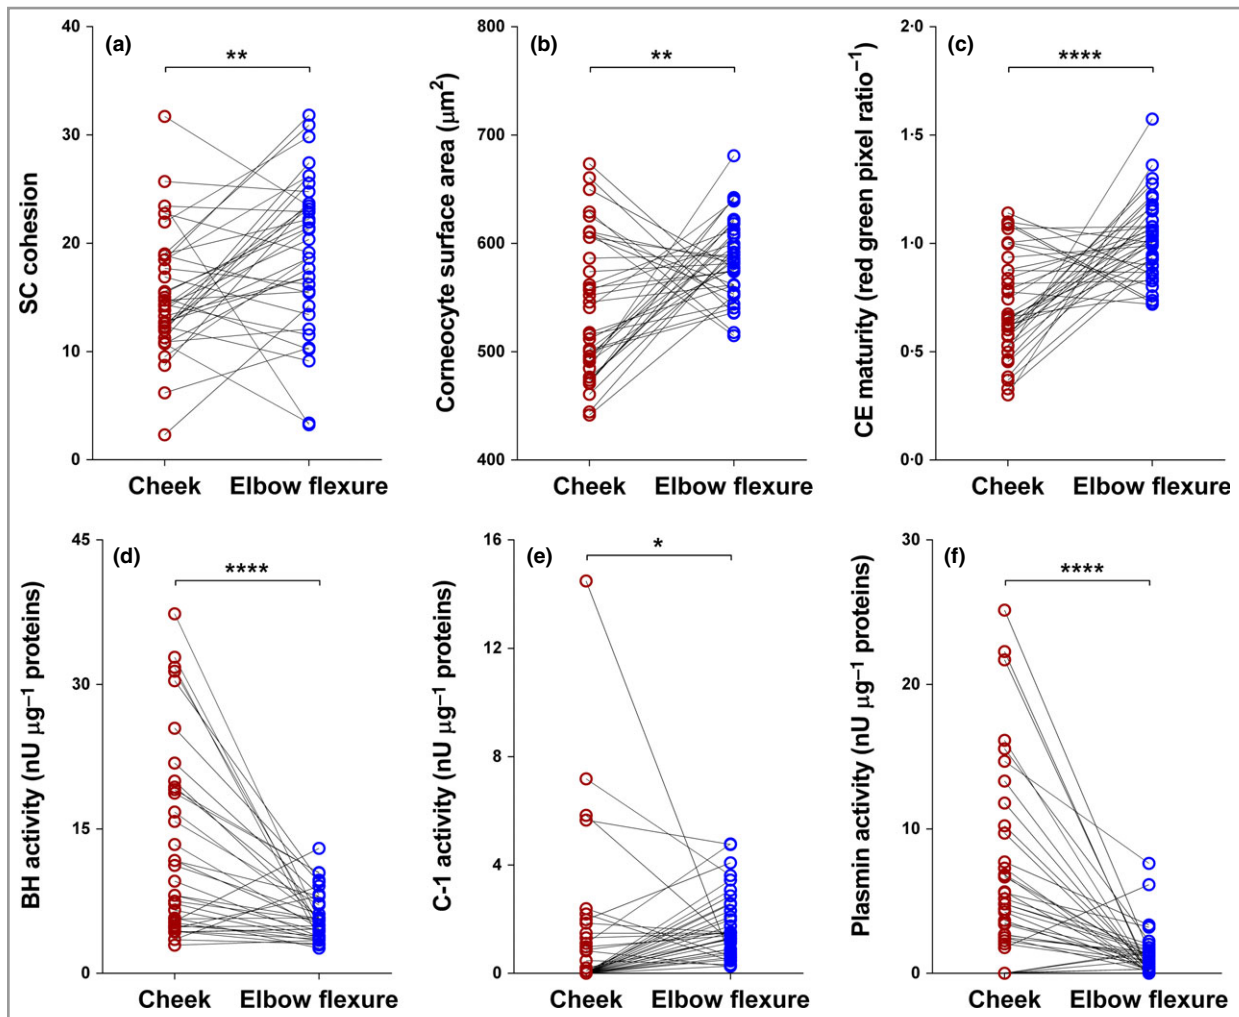 (a)
**
SC cohesion
40
30
20
10
0
Cheek Elbow flexure
(b)
**
Corneocyte surface area (μm²)
800
700
600
500
400
Cheek Elbow flexure
(c)
****
CE maturity (red green pixel ratio⁻¹)
2·0
1·5
1·0
0·5
0·0
Cheek Elbow flexure
(d)
****
BH activity (nU μg⁻¹ proteins)
45
30
15
0
Cheek Elbow flexure
(e)
*
C-1 activity (nU μg⁻¹ proteins)
16
12
8
4
0
Cheek Elbow flexure
(f)
****
Plasmin activity (nU μg⁻¹ proteins)
30
20
10
0
Cheek Elbow flexure